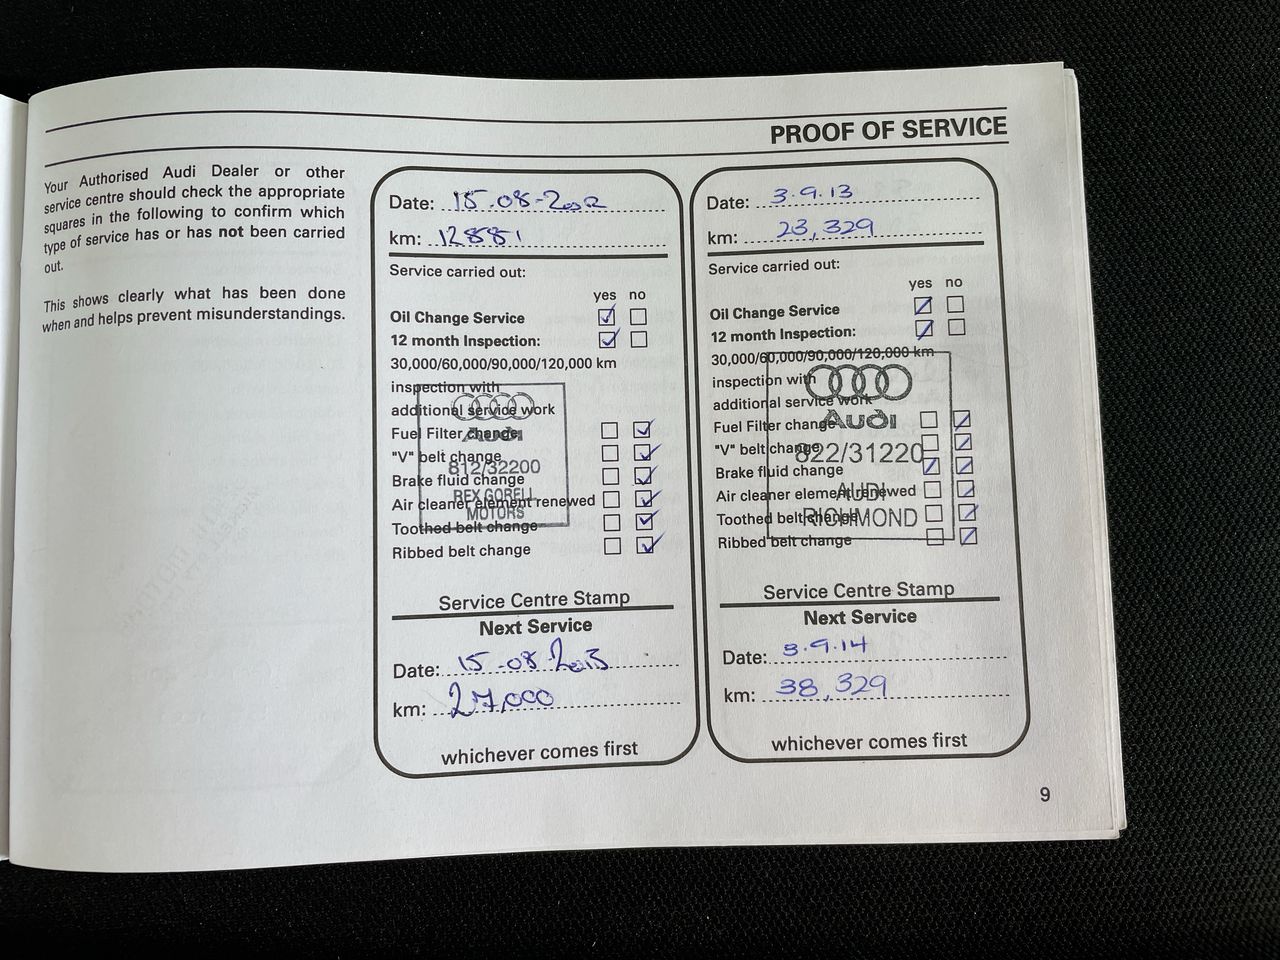 PROOF OF SERVICE
Your Authorised Audi Dealer or other
service centre should check the appropriate
squares in the following to confirm which
type of service has or has not been carried
out.
This shows clearly what has been done
when and helps prevent misunderstandings.
Date: 15-08-2012
km: 12881
Service carried out:
yes no
Oil Change Service
12 month Inspection:
30,000/60,000/90,000/120,000 km
inspection with
additional service work
Fuel Filter change
"V" belt change
Brake fluid change
Air cleaner element renewed
Toothed belt change
Ribbed belt change
Audi
812/32200
REX GORELL
MOTORS
Service Centre Stamp
Next Service
Date: 15-08-2013
km: 27,000
whichever comes first
Date: 3.9.13
km: 23,329
Service carried out:
yes no
Oil Change Service
12 month Inspection:
30,000/60,000/90,000/120,000 km
inspection with
additional service work
Fuel Filter change
"V" belt change
Brake fluid change
Air cleaner element renewed
Toothed belt change
Ribbed belt change
Audi
822/31220
AUDI
RICHMOND
Service Centre Stamp
Next Service
Date: 3.9.14
km: 38,329
whichever comes first
9